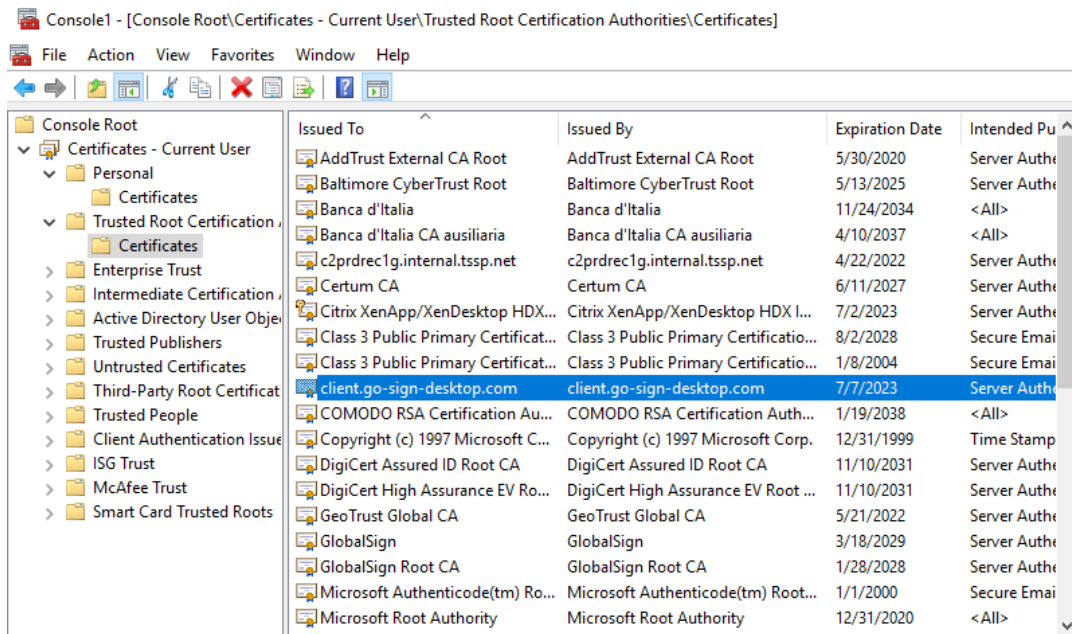 Console1 - [Console Root\Certificates - Current User\Trusted Root Certification Authorities\Certificates]
File Action View Favorites Window Help
Console Root
Certificates - Current User
Personal
Certificates
Trusted Root Certification
Certificates
Enterprise Trust
Intermediate Certification
Active Directory User Obje
Trusted Publishers
Untrusted Certificates
Third-Party Root Certificat
Trusted People
Client Authentication Issue
ISG Trust
McAfee Trust
Smart Card Trusted Roots
Issued To Issued By Expiration Date Intended Pu
AddTrust External CA Root AddTrust External CA Root 5/30/2020 Server Authe
Baltimore CyberTrust Root Baltimore CyberTrust Root 5/13/2025 Server Authe
Banca d'Italia Banca d'Italia 11/24/2034 <All>
Banca d'Italia CA ausiliaria Banca d'Italia CA ausiliaria 4/10/2037 <All>
c2prdrec1g.internal.tssp.net c2prdrec1g.internal.tssp.net 4/22/2022 Server Authe
Certum CA Certum CA 6/11/2027 Server Authe
Citrix XenApp/XenDesktop HDX... Citrix XenApp/XenDesktop HDX I... 7/2/2023 Server Authe
Class 3 Public Primary Certificat... Class 3 Public Primary Certificatio... 8/2/2028 Secure Emai
Class 3 Public Primary Certificat... Class 3 Public Primary Certificatio... 1/8/2004 Secure Emai
client.go-sign-desktop.com client.go-sign-desktop.com 7/7/2023 Server Authe
COMODO RSA Certification Au... COMODO RSA Certification Auth... 1/19/2038 <All>
Copyright (c) 1997 Microsoft C... Copyright (c) 1997 Microsoft Corp. 12/31/1999 Time Stamp
DigiCert Assured ID Root CA DigiCert Assured ID Root CA 11/10/2031 Server Authe
DigiCert High Assurance EV Ro... DigiCert High Assurance EV Root ... 11/10/2031 Server Authe
GeoTrust Global CA GeoTrust Global CA 5/21/2022 Server Authe
GlobalSign GlobalSign 3/18/2029 Server Authe
GlobalSign Root CA GlobalSign Root CA 1/28/2028 Server Authe
Microsoft Authenticode(tm) Ro... Microsoft Authenticode(tm) Root... 1/1/2000 Secure Emai
Microsoft Root Authority Microsoft Root Authority 12/31/2020 <All>